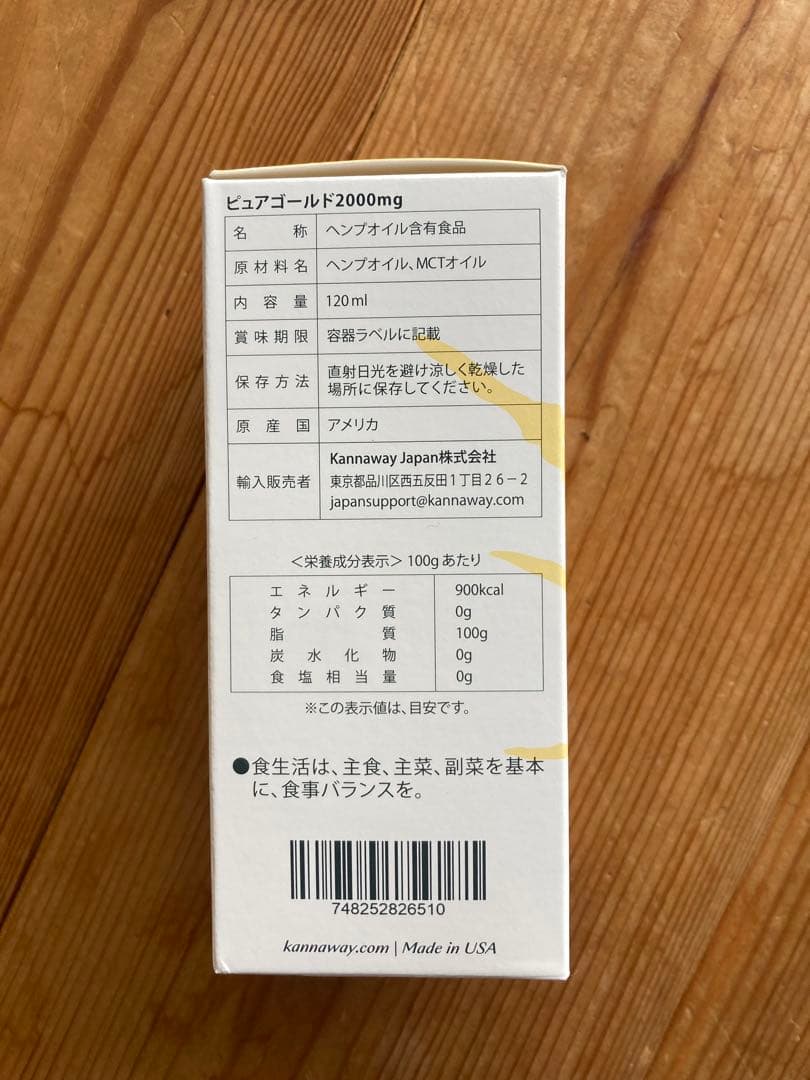 ピュアゴールド2000mg
名称 ヘンプオイル含有食品
原材料名 ヘンプオイル、MCTオイル
内容量 120ml
賞味期限 容器ラベルに記載
保存方法 直射日光を避け涼しく乾燥した
場所に保存してください。
原産国 アメリカ
輸入販売者 Kannaway Japan株式会社
東京都品川区西五反田1丁目26-2
japansupport@kannaway.com
<栄養成分表示> 100gあたり
エネルギー 900kcal
タンパク質 0g
脂質 100g
炭水化物 0g
食塩相当量 0g
※この表示値は、目安です。
●食生活は、主食、主菜、副菜を基本
に、食事バランスを。
748252826510
kannaway.com | Made in USA